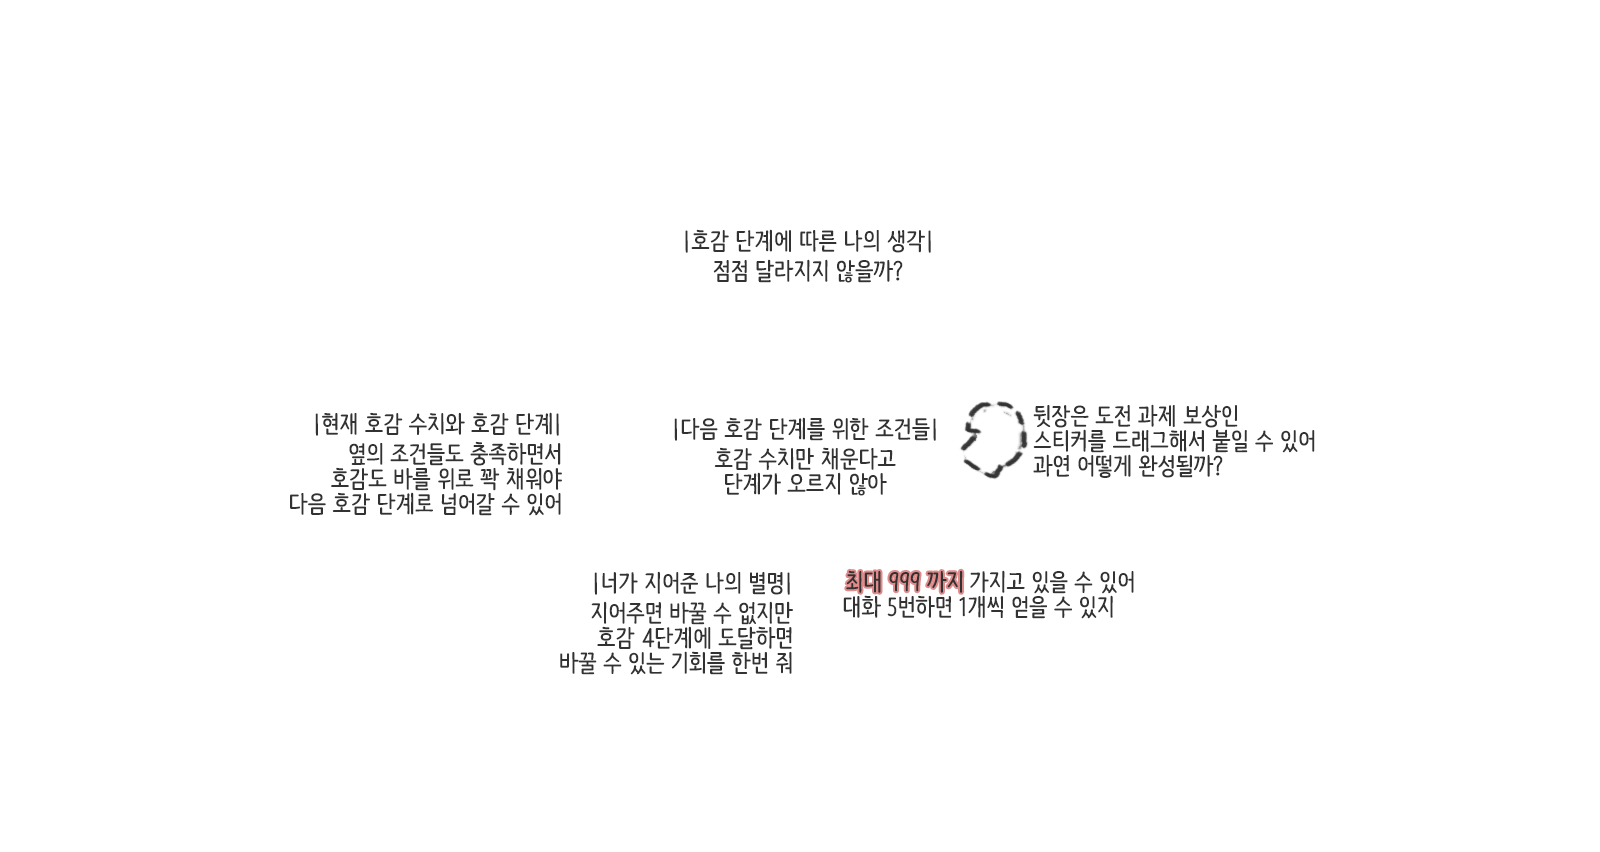 |호감 단계에 따른 나의 생각|
점점 달라지지 않을까?
|현재 호감 수치와 호감 단계|
옆의 조건들도 충족하면서
호감도 바를 위로 꽉 채워야
다음 호감 단계로 넘어갈 수 있어
|다음 호감 단계를 위한 조건들|
호감 수치만 채운다고
단계가 오르지 않아
뒷장은 도전 과제 보상인
스티커를 드래그해서 붙일 수 있어
과연 어떻게 완성될까?
|너가 지어준 나의 별명|
지어주면 바꿀 수 없지만
호감 4단계에 도달하면
바꿀 수 있는 기회를 한번 줘
최대 999 까지 가지고 있을 수 있어
대화 5번하면 1개씩 얻을 수 있지